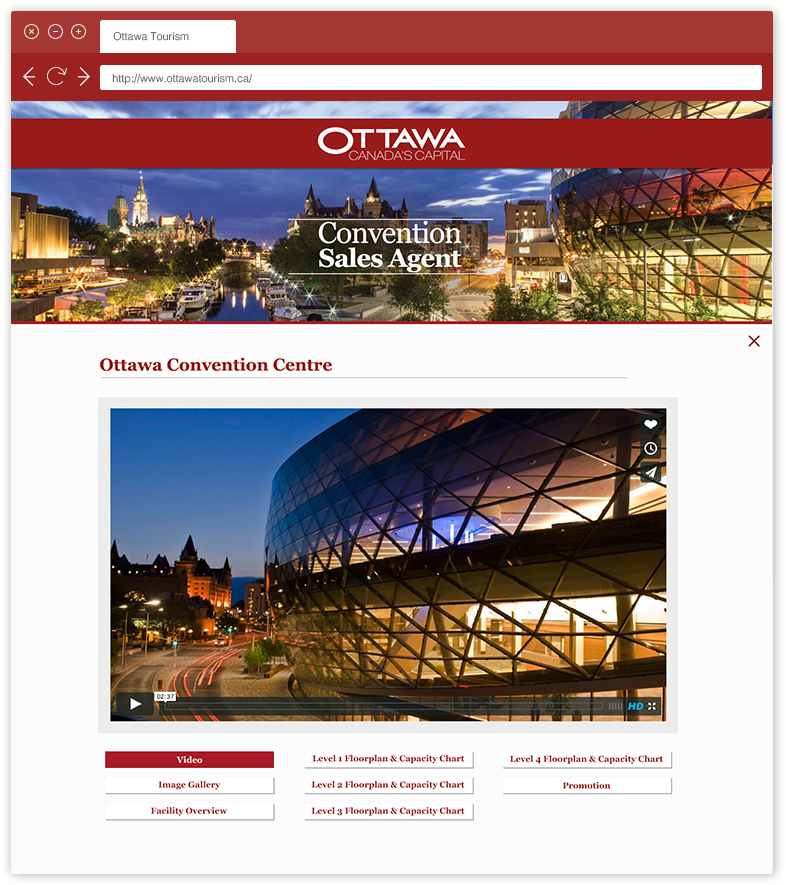 Ottawa Tourism
http://www.ottawatourism.ca/
OTTAWA
CANADA'S CAPITAL
Convention
Sales Agent
Ottawa Convention Centre
02:37
HD
Video
Level 1 Floorplan & Capacity Chart
Level 4 Floorplan & Capacity Chart
Image Gallery
Level 2 Floorplan & Capacity Chart
Promotion
Facility Overview
Level 3 Floorplan & Capacity Chart